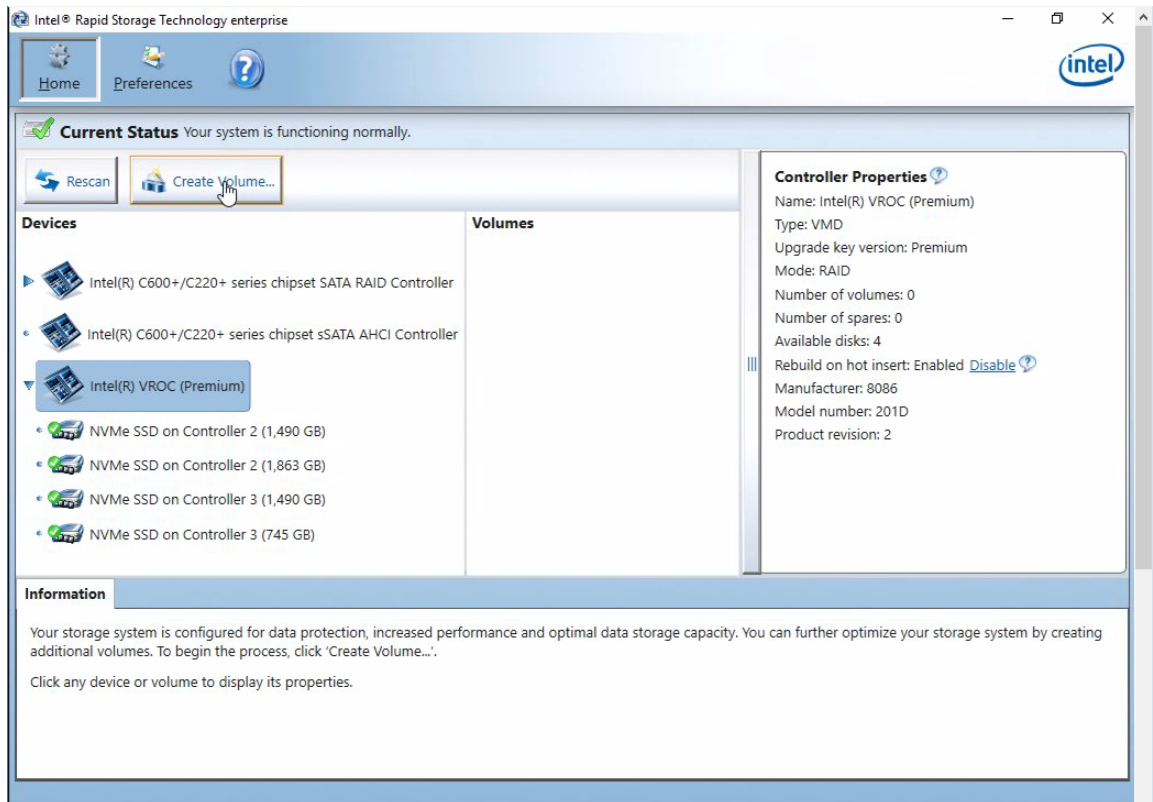 Intel® Rapid Storage Technology enterprise
Home
Preferences
?
intel
Current Status Your system is functioning normally.
Rescan
Create Volume...
Devices
Intel(R) C600+/C220+ series chipset SATA RAID Controller
Intel(R) C600+/C220+ series chipset sSATA AHCI Controller
Intel(R) VROC (Premium)
NVMe SSD on Controller 2 (1,490 GB)
NVMe SSD on Controller 2 (1,863 GB)
NVMe SSD on Controller 3 (1,490 GB)
NVMe SSD on Controller 3 (745 GB)
Volumes
Controller Properties ?
Name: Intel(R) VROC (Premium)
Type: VMD
Upgrade key version: Premium
Mode: RAID
Number of volumes: 0
Number of spares: 0
Available disks: 4
Rebuild on hot insert: Enabled Disable ?
Manufacturer: 8086
Model number: 201D
Product revision: 2
Information
Your storage system is configured for data protection, increased performance and optimal data storage capacity. You can further optimize your storage system by creating
additional volumes. To begin the process, click 'Create Volume...'.
Click any device or volume to display its properties.